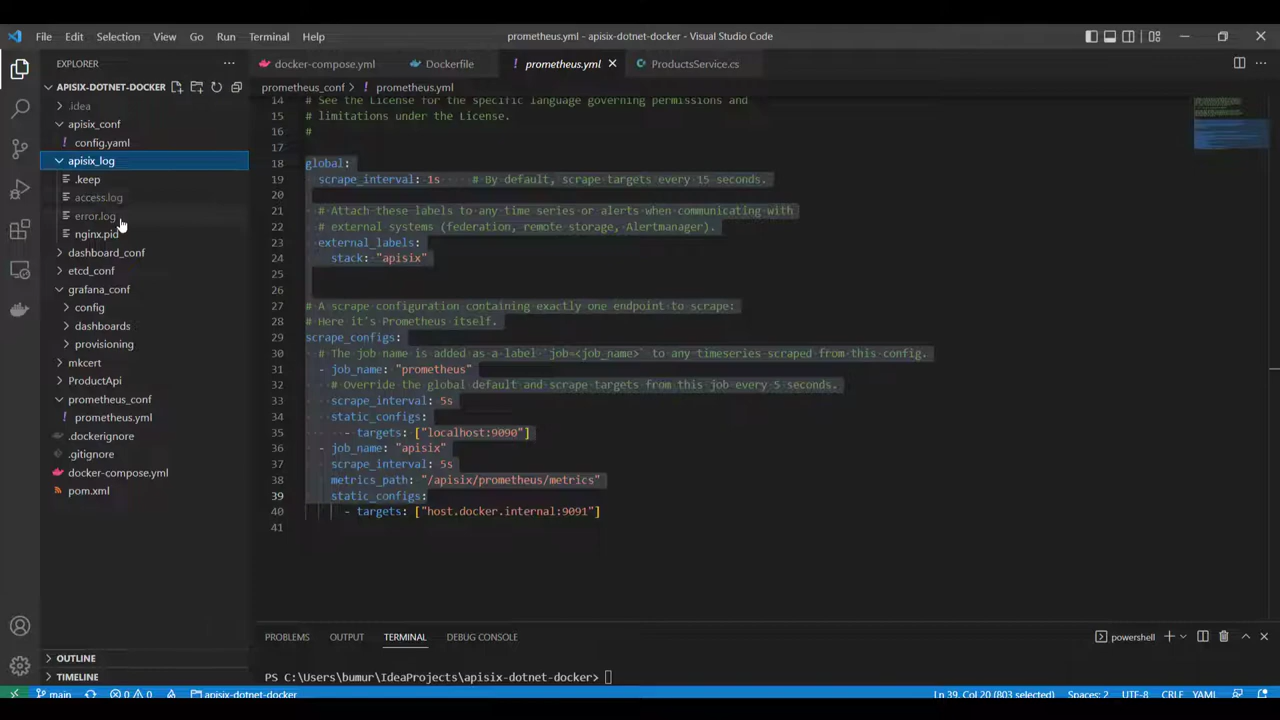 File Edit Selection View Go Run Terminal Help
prometheus.yml - apisix-dotnet-docker - Visual Studio Code
EXPLORER
docker-compose.yml
Dockerfile
prometheus.yml
ProductsService.cs
APISIX-DOTNET-DOCKER
prometheus_conf > prometheus.yml
.idea
apisix_conf
config.yaml
apisix_log
.keep
access.log
error.log
nginx.pid
dashboard_conf
etcd_conf
grafana_conf
config
dashboards
provisioning
mkcert
ProductApi
prometheus_conf
prometheus.yml
.dockerignore
.gitignore
docker-compose.yml
pom.xml
OUTLINE
TIMELINE
14 # See the License for the specific language governing permissions and
15 # limitations under the License.
16 #
17
18 global:
19 scrape_interval: 1s # By default, scrape targets every 15 seconds.
20
21 # Attach these labels to any time series or alerts when communicating with
22 # external systems (federation, remote storage, Alertmanager).
23 external_labels:
24 stack: "apisix"
25
26
27 # A scrape configuration containing exactly one endpoint to scrape:
28 # Here it's Prometheus itself.
29 scrape_configs:
30 # The job name is added as a label `job=<job_name>` to any timeseries scraped from this config.
31 - job_name: "prometheus"
32 # Override the global default and scrape targets from this job every 5 seconds.
33 scrape_interval: 5s
34 static_configs:
35 - targets: ["localhost:9090"]
36 - job_name: "apisix"
37 scrape_interval: 5s
38 metrics_path: "/apisix/prometheus/metrics"
39 static_configs:
40 - targets: ["host.docker.internal:9091"]
41
PROBLEMS OUTPUT TERMINAL DEBUG CONSOLE
powershell
PS C:\Users\bumur\IdeaProjects\apisix-dotnet-docker>
main 0 0 apisix-dotnet-docker Ln 39, Col 20 (803 selected) Spaces: 2 UTF-8 CRLF YAML